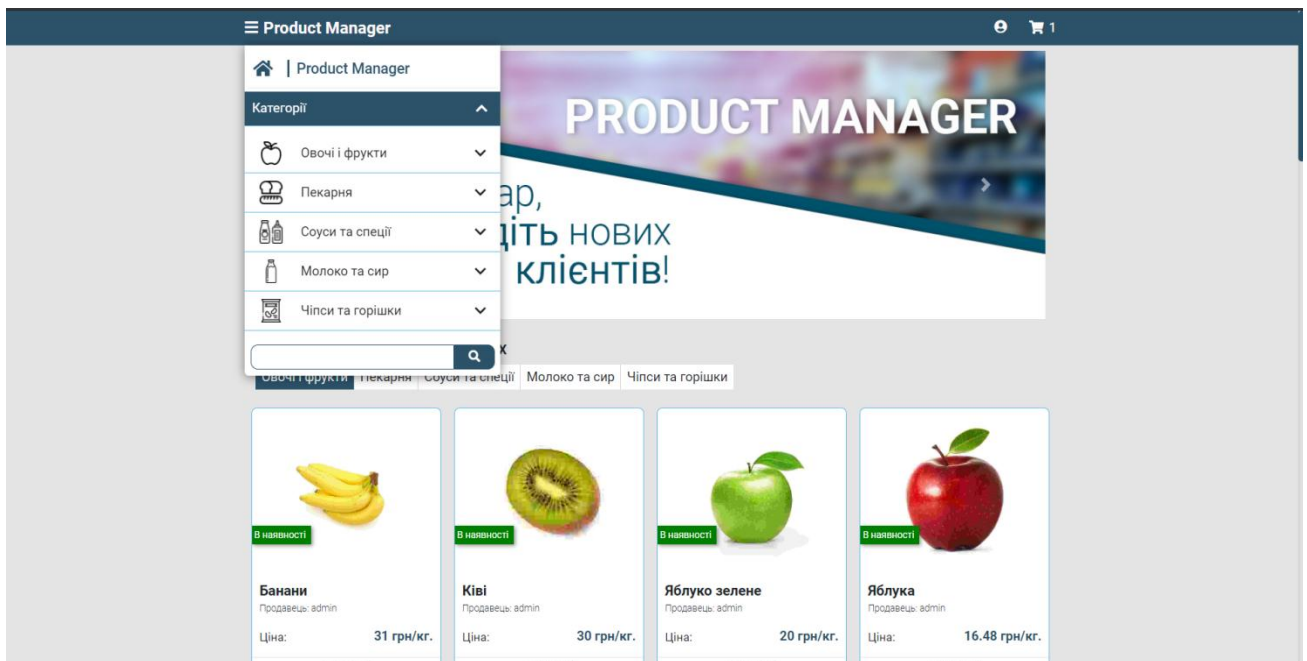 Product Manager 1
Product Manager
Категорії
Овочі і фрукти
Пекарня
Соуси та спеції
Молоко та сир
Чіпси та горішки
PRODUCT MANAGER
нових
клієнтів!
Овочі і фрукти Пекарня Соуси та спеції Молоко та сир Чіпси та горішки
В наявності В наявності В наявності В наявності
Банани Ківі Яблуко зелене Яблука
Продавець: admin Продавець: admin Продавець: admin Продавець: admin
Ціна: 31 грн/кг. Ціна: 30 грн/кг. Ціна: 20 грн/кг. Ціна: 16.48 грн/кг.